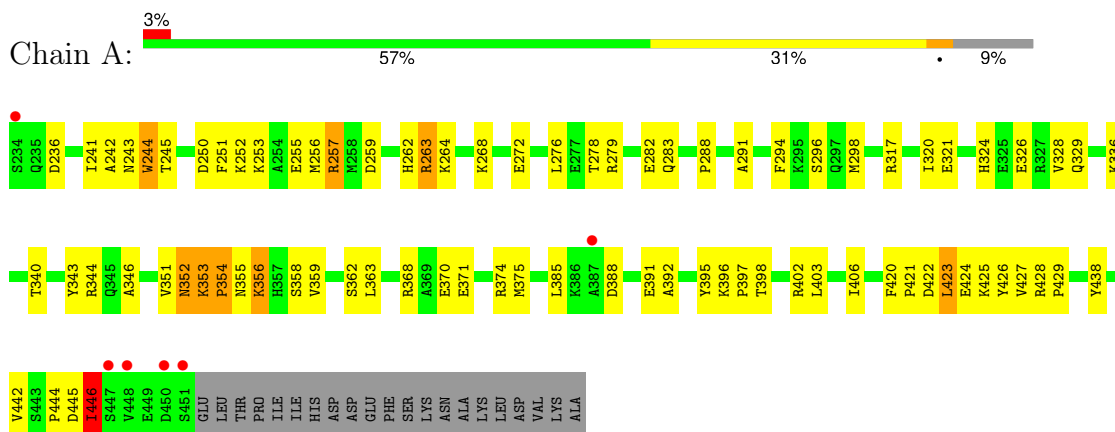 3%
Chain A:
57% 31% • 9%
S234 Q235 D236 I241 A242 N243 W244 T245 D250 F251 K252 K253 A254 E255 M256 R257 M258 D259 H262 R263 K264 K268 E272 L276 E277 T278 R279 E282 Q283 P288 A291 F294 K295 S296 Q297 M298 R317 I320 E321 H324 E325 E326 R327 V328 Q329 K336
T340 Y343 R344 Q345 A346 V351 N352 K353 P354 N355 K356 H357 S358 V359 S362 L363 R368 A369 E370 E371 R374 M375 L385 K386 A387 D388 E391 A392 Y395 K396 P397 T398 R402 L403 I406 F420 P421 D422 L423 E424 K425 Y426 V427 R428 P429 Y438
V442 S443 P444 D445 I446 S447 V448 E449 D450 S451 GLU LEU THR PRO ILE ILE HIS ASP ASP GLU PHE SER LYS ASN ALA LYS LEU ASP VAL LYS ALA